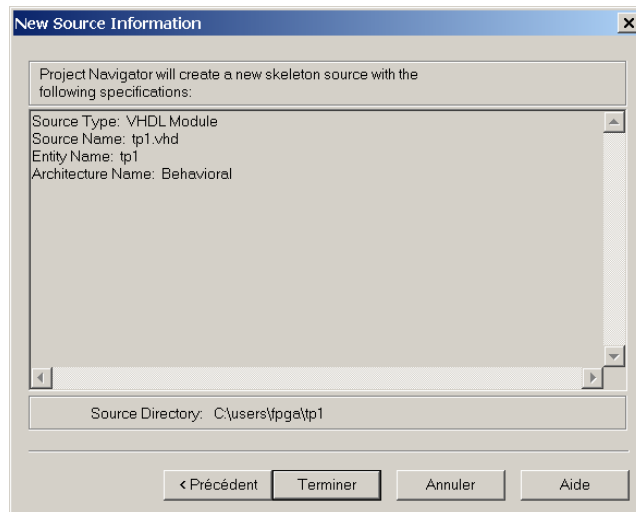 New Source Information
Project Navigator will create a new skeleton source with the
following specifications:
Source Type: VHDL Module
Source Name: tp1.vhd
Entity Name: tp1
Architecture Name: Behavioral
Source Directory: C:\users\fpga\tp1
< Précédent Terminer Annuler Aide